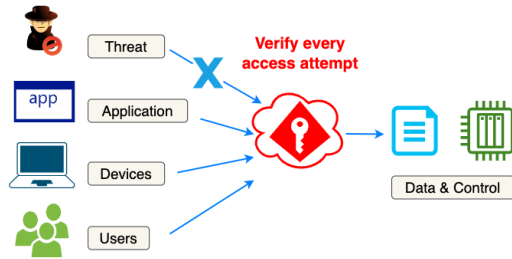 Threat
Verify every
access attempt
app
Application
Devices
Data & Control
Users